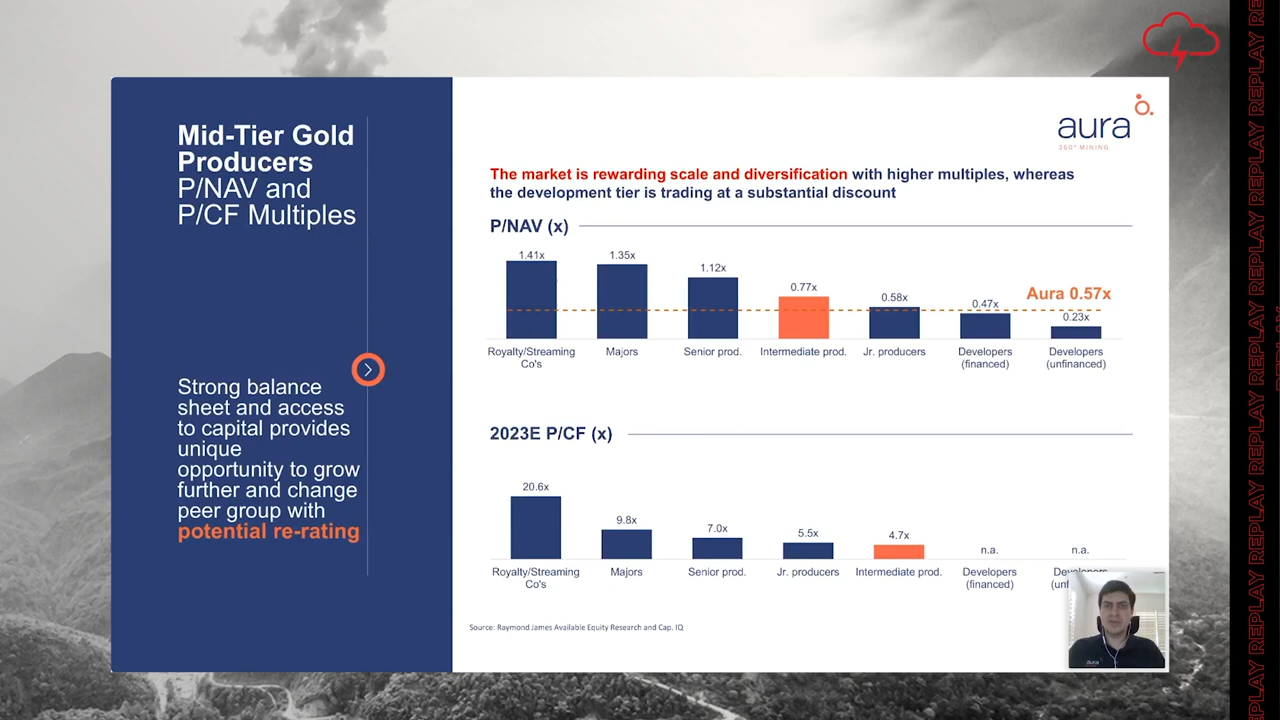 Mid-Tier Gold
Producers
P/NAV and
P/CF Multiples
Strong balance
sheet and access
to capital provides
unique
opportunity to grow
further and change
peer group with
potential re-rating
aura
360° MINING
The market is rewarding scale and diversification with higher multiples, whereas
the development tier is trading at a substantial discount
P/NAV (x)
1.41x 1.35x 1.12x 0.77x 0.58x 0.47x 0.23x
Aura 0.57x
Royalty/Streaming Co's
Majors
Senior prod.
Intermediate prod.
Jr. producers
Developers (financed)
Developers (unfinanced)
2023E P/CF (x)
20.6x 9.8x 7.0x 5.5x 4.7x n.a. n.a.
Royalty/Streaming Co's
Majors
Senior prod.
Jr. producers
Intermediate prod.
Developers (financed)
Source: Raymond James Available Equity Research and Cap. IQ
aura
REPLAY REPLAY REPLAY REPLAY REPLAY REPLAY REPLAY REPLAY REPLAY